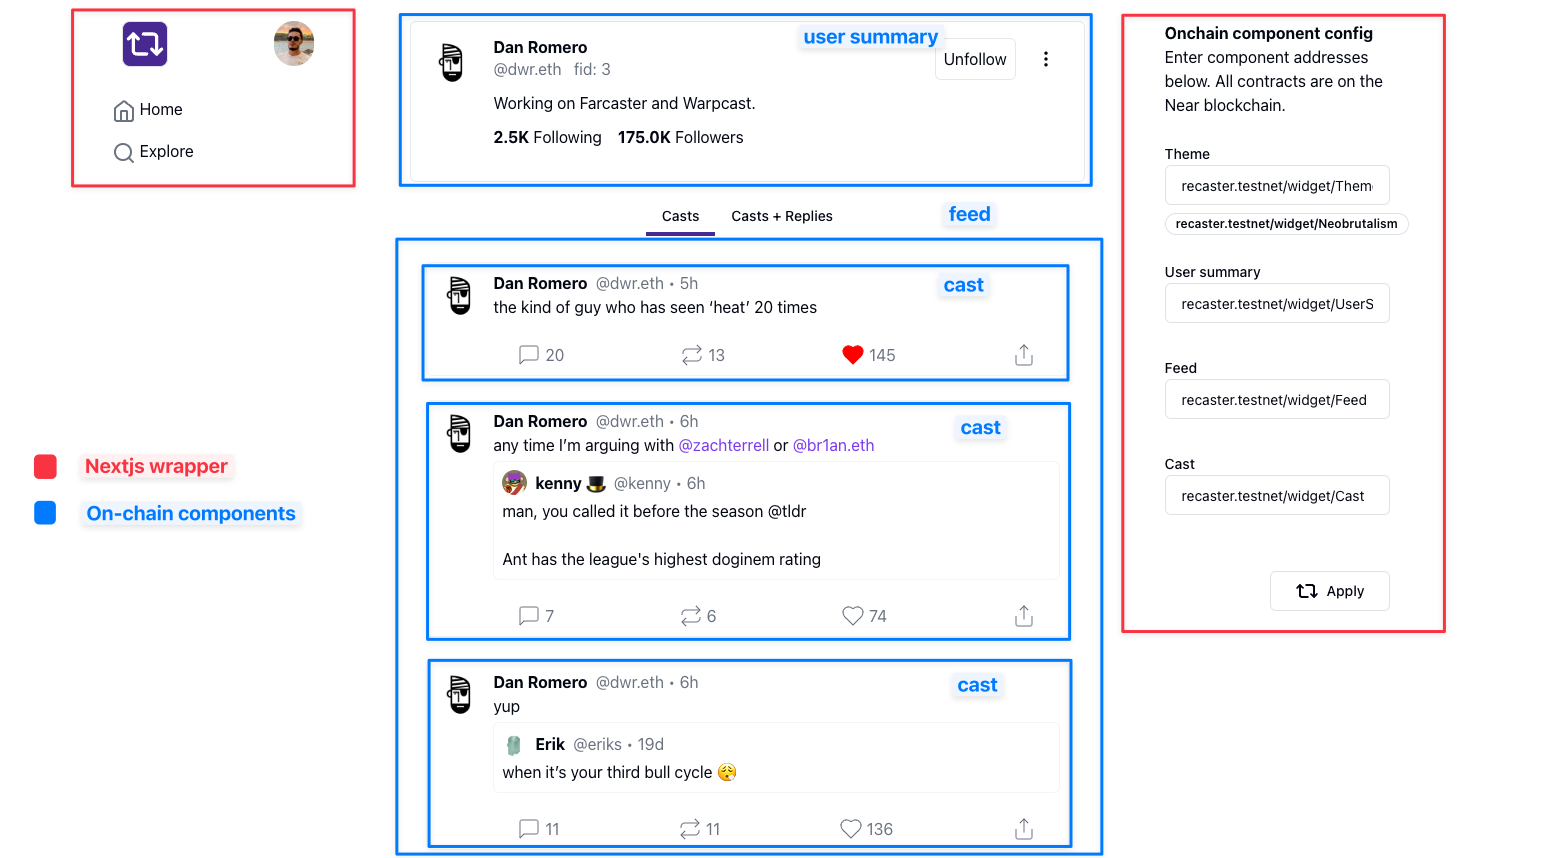 Home
Explore
Nextjs wrapper
On-chain components
user summary
Dan Romero
@dwr.eth fid: 3
Unfollow
Working on Farcaster and Warpcast.
2.5K Following 175.0K Followers
Casts Casts + Replies
feed
cast
Dan Romero @dwr.eth • 5h
the kind of guy who has seen ‘heat’ 20 times
20 13 145
cast
Dan Romero @dwr.eth • 6h
any time I’m arguing with @zachterrell or @br1an.eth
kenny 🎩 @kenny • 6h
man, you called it before the season @tldr
Ant has the league's highest doginem rating
7 6 74
cast
Dan Romero @dwr.eth • 6h
yup
Erik @eriks • 19d
when it’s your third bull cycle 😮‍💨
11 11 136
Onchain component config
Enter component addresses
below. All contracts are on the
Near blockchain.
Theme
recaster.testnet/widget/Them
recaster.testnet/widget/Neobrutalism
User summary
recaster.testnet/widget/UserS
Feed
recaster.testnet/widget/Feed
Cast
recaster.testnet/widget/Cast
Apply